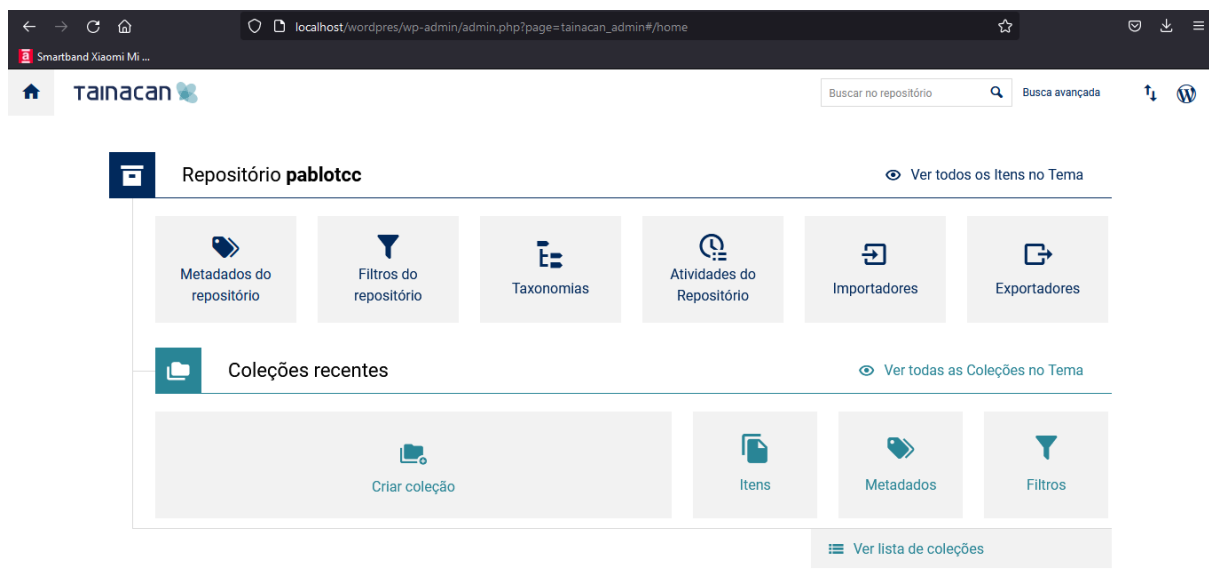 localhost/wordpres/wp-admin/admin.php?page=tainacan_admin#/home
a Smartband Xiaomi Mi ...
Tainacan
Buscar no repositório
Busca avançada
Repositório pablotcc
Ver todos os Itens no Tema
Metadados do
repositório
Filtros do
repositório
Taxonomias
Atividades do
Repositório
Importadores
Exportadores
Coleções recentes
Ver todas as Coleções no Tema
Criar coleção
Itens
Metadados
Filtros
Ver lista de coleções